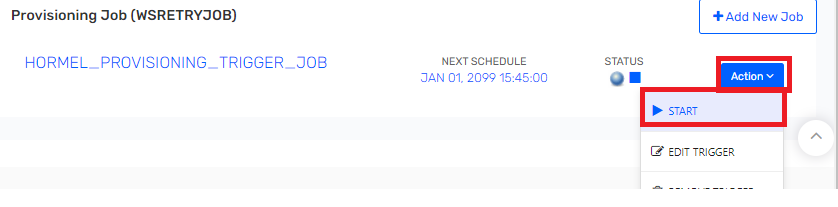 Provisioning Job (WSRETRYJOB)
+ Add New Job
HORMEL_PROVISIONING_TRIGGER_JOB
NEXT SCHEDULE
JAN 01, 2099 15:45:00
STATUS
Action
START
EDIT TRIGGER